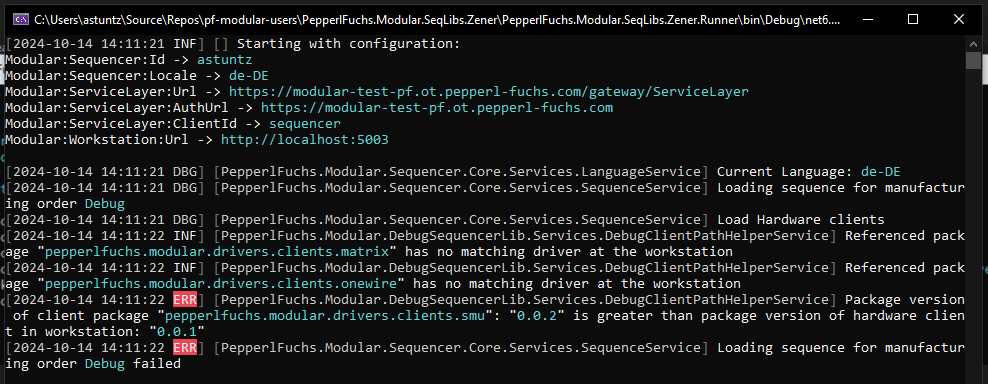 C:\Users\astuntz\Source\Repos\pf-modular-users\PepperlFuchs.Modular.SeqLibs.Zener\PepperlFuchs.Modular.SeqLibs.Zener.Runner\bin\Debug\net6....
[2024-10-14 14:11:21 INF] [] Starting with configuration:
Modular:Sequencer:Id -> astuntz
Modular:Sequencer:Locale -> de-DE
Modular:ServiceLayer:Url -> https://modular-test-pf.ot.pepperl-fuchs.com/gateway/ServiceLayer
Modular:ServiceLayer:AuthUrl -> https://modular-test-pf.ot.pepperl-fuchs.com
Modular:ServiceLayer:ClientId -> sequencer
Modular:Workstation:Url -> http://localhost:5003
[2024-10-14 14:11:21 DBG] [PepperlFuchs.Modular.Sequencer.Core.Services.LanguageService] Current Language: de-DE
[2024-10-14 14:11:21 DBG] [PepperlFuchs.Modular.Sequencer.Core.Services.SequenceService] Loading sequence for manufactur
ing order Debug
[2024-10-14 14:11:21 DBG] [PepperlFuchs.Modular.Sequencer.Core.Services.SequenceService] Load Hardware clients
[2024-10-14 14:11:22 INF] [PepperlFuchs.Modular.DebugSequencerLib.Services.DebugClientPathHelperService] Referenced pack
age "pepperlfuchs.modular.drivers.clients.matrix" has no matching driver at the workstation
[2024-10-14 14:11:22 INF] [PepperlFuchs.Modular.DebugSequencerLib.Services.DebugClientPathHelperService] Referenced pack
age "pepperlfuchs.modular.drivers.clients.onewire" has no matching driver at the workstation
[2024-10-14 14:11:22 ERR] [PepperlFuchs.Modular.DebugSequencerLib.Services.DebugClientPathHelperService] Package version
 of client package "pepperlfuchs.modular.drivers.clients.smu": "0.0.2" is greater than package version of hardware clien
t in workstation: "0.0.1"
[2024-10-14 14:11:22 ERR] [PepperlFuchs.Modular.Sequencer.Core.Services.SequenceService] Loading sequence for manufactur
ing order Debug failed